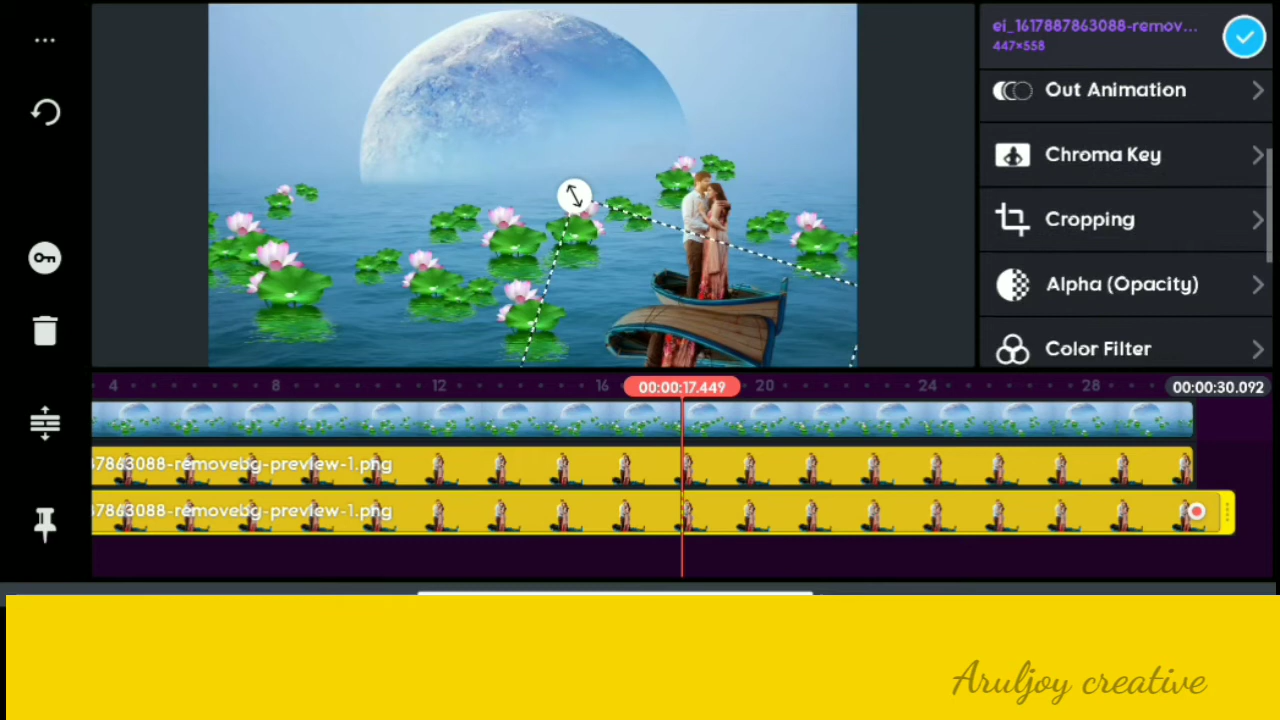 ei_1617887863088-remov...
447×558
Out Animation
Chroma Key
Cropping
Alpha (Opacity)
Color Filter
4 8 12 16 00:00:17.449 20 24 28 00:00:30.092
87863088-removebg-preview-1.png
87863088-removebg-preview-1.png
Aruljoy creative